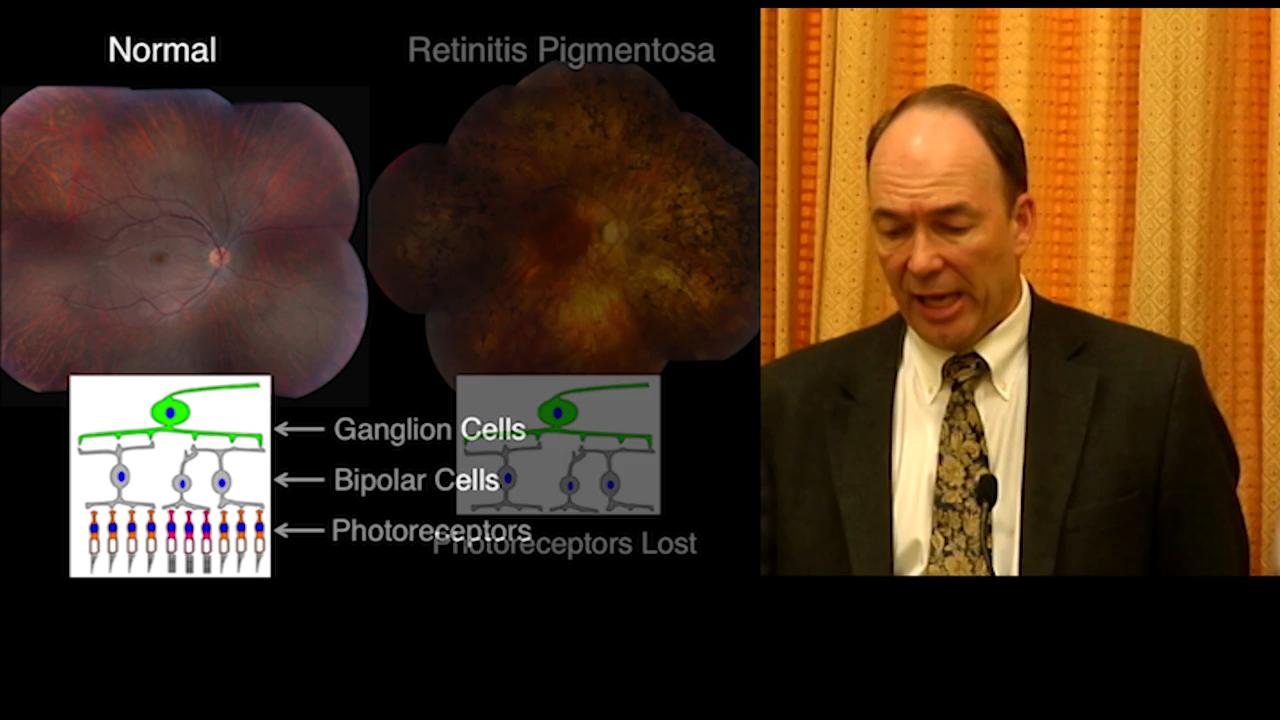 Normal
Retinitis Pigmentosa
Ganglion Cells
Bipolar Cells
Photoreceptors
Photoreceptors Lost